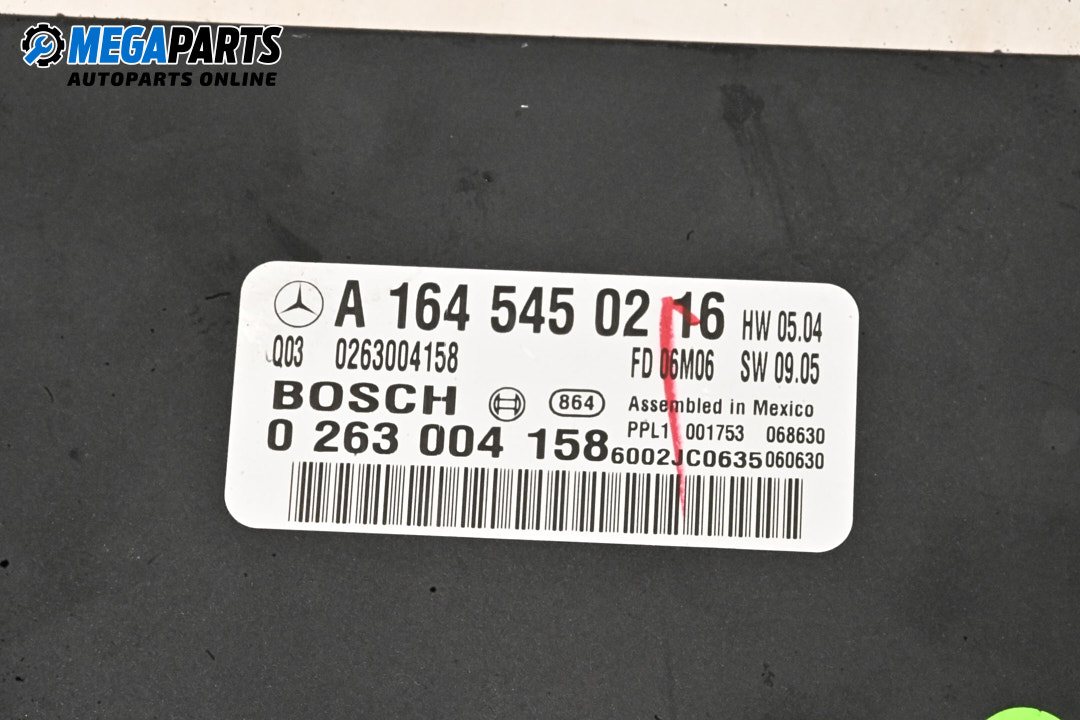 MEGAPARTS
AUTOPARTS ONLINE
A 164 545 02 16 HW 05.04
Q03 0263004158 FD 06M06 SW 09.05
BOSCH 864 Assembled in Mexico
PPL1 001753 068630
0 263 004 158 6002JC0635 060630